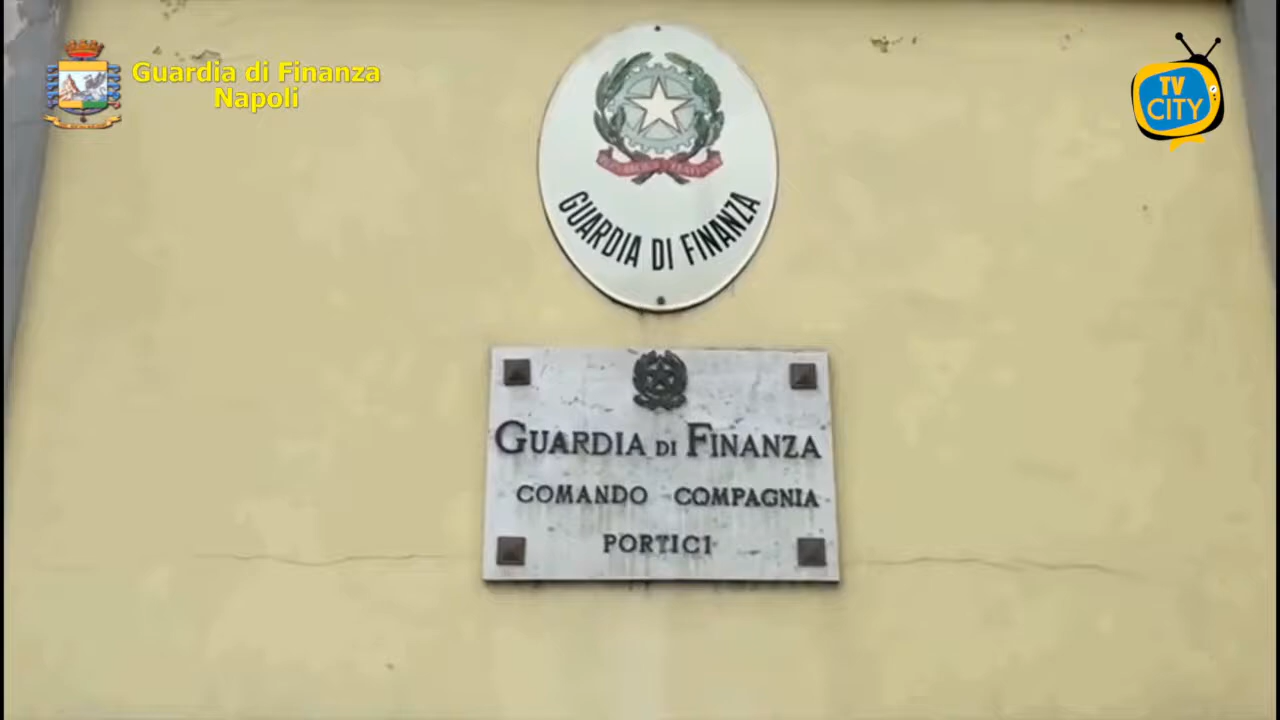 Guardia di Finanza
Napoli
TV
CITY
GUARDIA DI FINANZA
GUARDIA DI FINANZA
COMANDO COMPAGNIA
PORTICI